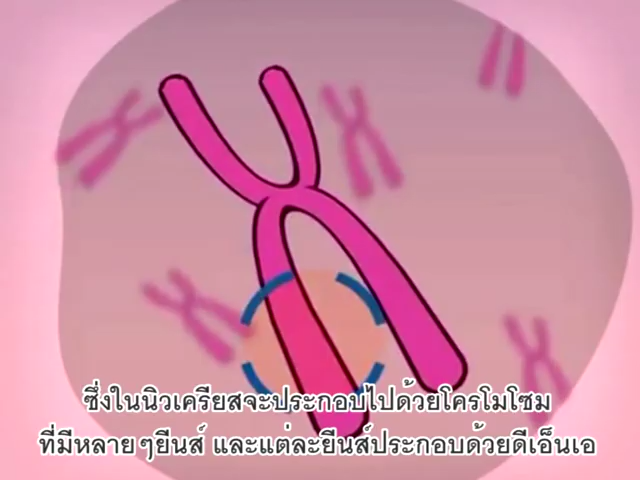 ซึ่งในนิวเครียสจะประกอบไปด้วยโครโมโซม
ที่มีหลายๆยีนส์ และแต่ละยีนส์ประกอบด้วยดีเอ็นเอ